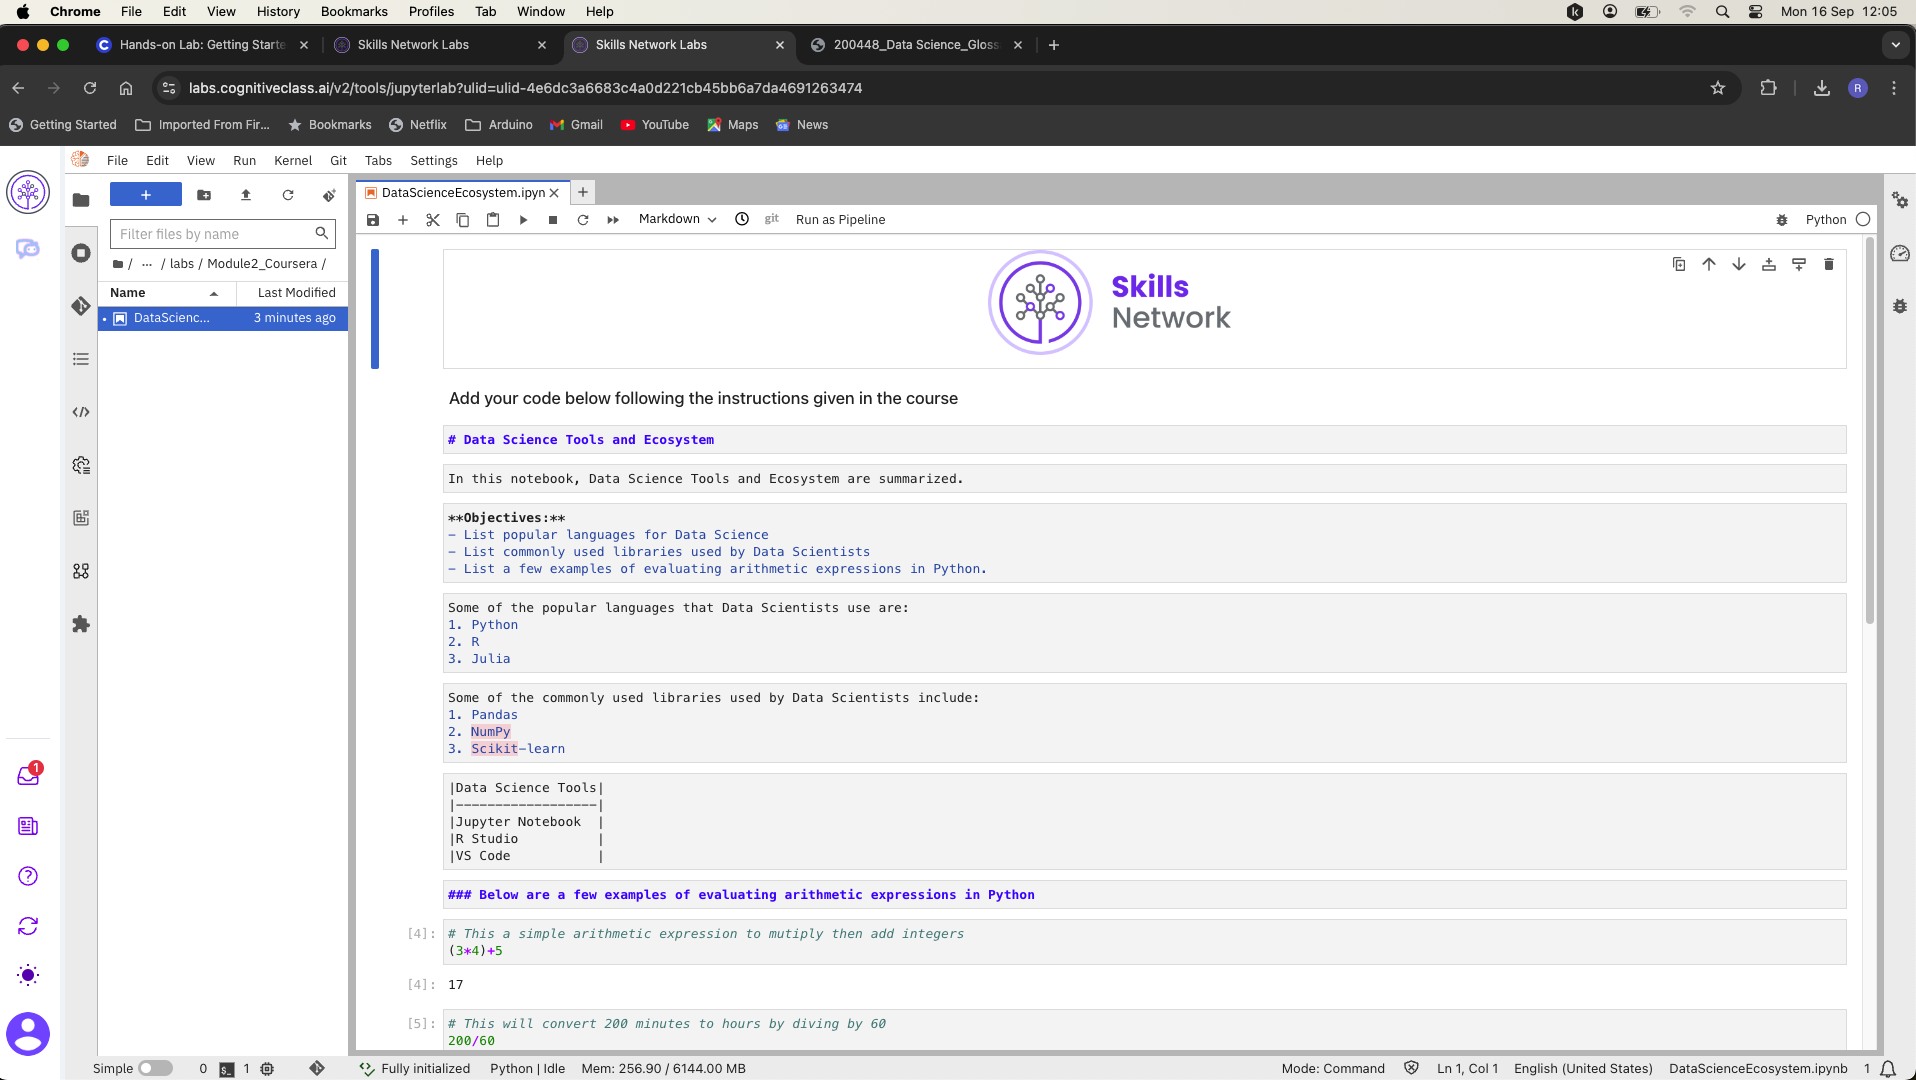 Chrome File Edit View History Bookmarks Profiles Tab Window Help Mon 16 Sep 12:05
Hands-on Lab: Getting Starte Skills Network Labs Skills Network Labs 200448_Data Science_Gloss
labs.cognitiveclass.ai/v2/tools/jupyterlab?ulid=ulid-4e6dc3a6683c4a0d221cb45bb6a7da4691263474 R
Getting Started Imported From Fir... Bookmarks Netflix Arduino Gmail YouTube Maps News
File Edit View Run Kernel Git Tabs Settings Help
DataScienceEcosystem.ipyn
Markdown git Run as Pipeline Python
Filter files by name
/ ... / labs / Module2_Coursera /
Name Last Modified
DataScienc... 3 minutes ago
Skills
Network
Add your code below following the instructions given in the course
# Data Science Tools and Ecosystem
In this notebook, Data Science Tools and Ecosystem are summarized.
**Objectives:**
- List popular languages for Data Science
- List commonly used libraries used by Data Scientists
- List a few examples of evaluating arithmetic expressions in Python.
Some of the popular languages that Data Scientists use are:
1. Python
2. R
3. Julia
Some of the commonly used libraries used by Data Scientists include:
1. Pandas
2. NumPy
3. Scikit-learn
|Data Science Tools|
|------------------|
|Jupyter Notebook |
|R Studio |
|VS Code |
### Below are a few examples of evaluating arithmetic expressions in Python
[4]: # This a simple arithmetic expression to mutiply then add integers
(3*4)+5
[4]: 17
[5]: # This will convert 200 minutes to hours by diving by 60
200/60
1
Simple 0 $_ 1 Fully initialized Python | Idle Mem: 256.90 / 6144.00 MB Mode: Command Ln 1, Col 1 English (United States) DataScienceEcosystem.ipynb 1